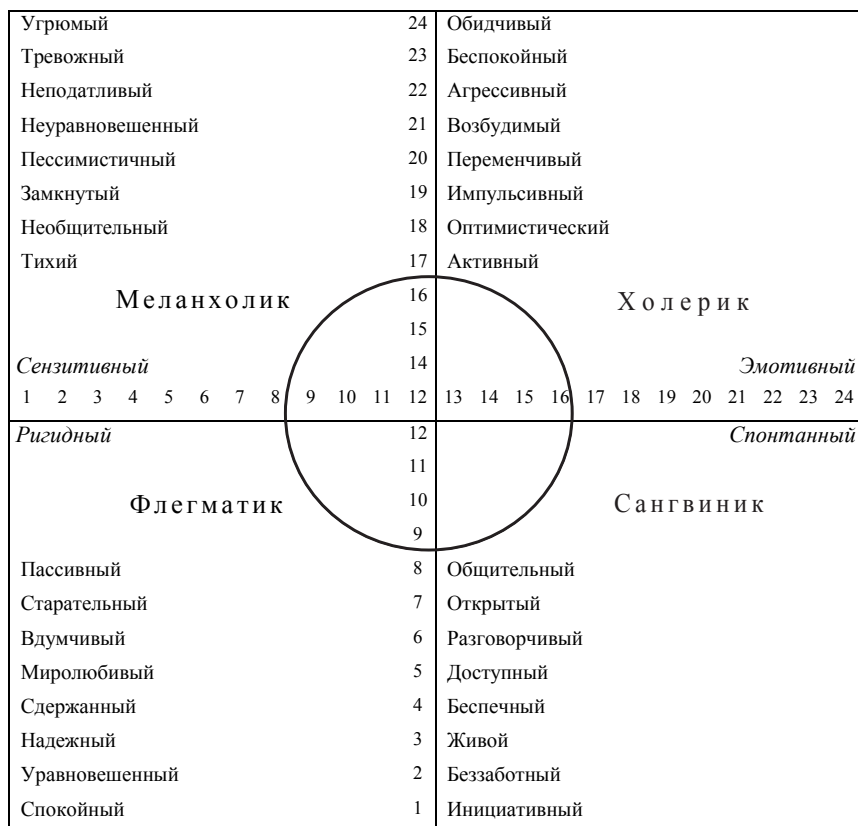 Угрюмый 24 Обидчивый
Тревожный 23 Беспокойный
Неподатливый 22 Агрессивный
Неуравновешенный 21 Возбудимый
Пессимистичный 20 Переменчивый
Замкнутый 19 Импульсивный
Необщительный 18 Оптимистический
Тихий 17 Активный
Меланхолик 16 Холерик
15
Сензитивный 14 Эмотивный
1 2 3 4 5 6 7 8 9 10 11 12 13 14 15 16 17 18 19 20 21 22 23 24
Ригидный 12 Спонтанный
11
Флегматик 10 Сангвиник
9
Пассивный 8 Общительный
Старательный 7 Открытый
Вдумчивый 6 Разговорчивый
Миролюбивый 5 Доступный
Сдержанный 4 Беспечный
Надежный 3 Живой
Уравновешенный 2 Беззаботный
Спокойный 1 Инициативный